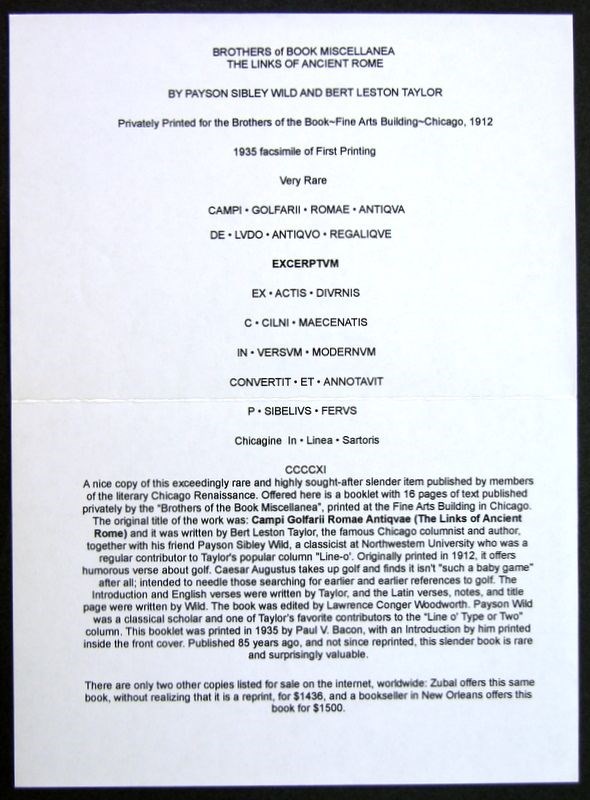 BROTHERS of BOOK MISCELLANEA
THE LINKS OF ANCIENT ROME
BY PAYSON SIBLEY WILD AND BERT LESTON TAYLOR
Privately Printed for the Brothers of the Book~Fine Arts Building~Chicago, 1912
1935 facsimile of First Printing
Very Rare
CAMPI • GOLFARII • ROMAE • ANTIQVA
DE • LVDO • ANTIQVO • REGALIQVE
EXCERPTVM
EX • ACTIS • DIVRNIS
C • CILNI • MAECENATIS
IN • VERSVM • MODERNVM
CONVERTIT • ET • ANNOTAVIT
P • SIBELIVS • FERVS
Chicagine In • Linea • Sartoris
CCCCXI
A nice copy of this exceedingly rare and highly sought-after slender item published by members
of the literary Chicago Renaissance. Offered here is a booklet with 16 pages of text published
privately by the "Brothers of the Book Miscellanea", printed at the Fine Arts Building in Chicago.
The original title of the work was: Campi Golfarii Romae Antiqvae (The Links of Ancient
Rome) and it was written by Bert Leston Taylor, the famous Chicago columnist and author,
together with his friend Payson Sibley Wild, a classicist at Northwestern University who was a
regular contributor to Taylor's popular column "Line-o'. Originally printed in 1912, it offers
humorous verse about golf. Caesar Augustus takes up golf and finds it isn't "such a baby game"
after all; intended to needle those searching for earlier and earlier references to golf. The
Introduction and English verses were written by Taylor, and the Latin verses, notes, and title
page were written by Wild. The book was edited by Lawrence Conger Woodworth. Payson Wild
was a classical scholar and one of Taylor's favorite contributors to the "Line o' Type or Two"
column. This booklet was printed in 1935 by Paul V. Bacon, with an Introduction by him printed
inside the front cover. Published 85 years ago, and not since reprinted, this slender book is rare
and surprisingly valuable.
There are only two other copies listed for sale on the internet, worldwide: Zubal offers this same
book, without realizing that it is a reprint, for $1436, and a bookseller in New Orleans offers this
book for $1500.